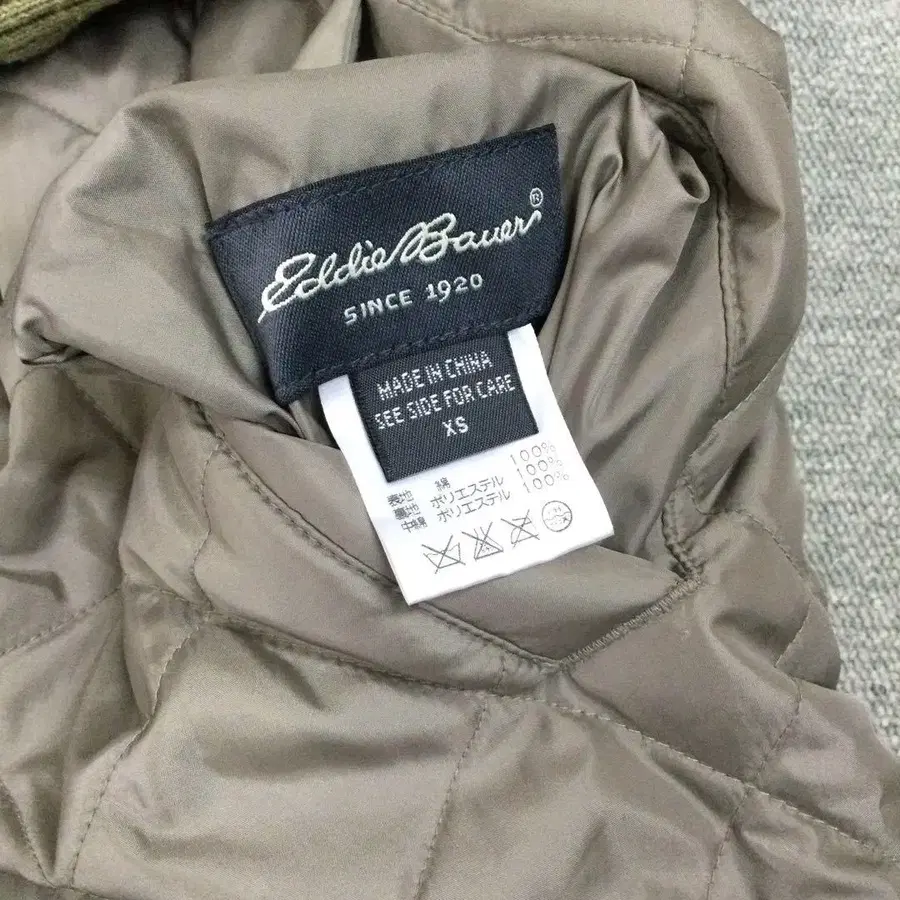 Eddie Bauer®
SINCE 1920
MADE IN CHINA
SEE SIDE FOR CARE
XS
表地 綿 100%
裏地 ポリエステル 100%
中綿 ポリエステル 100%